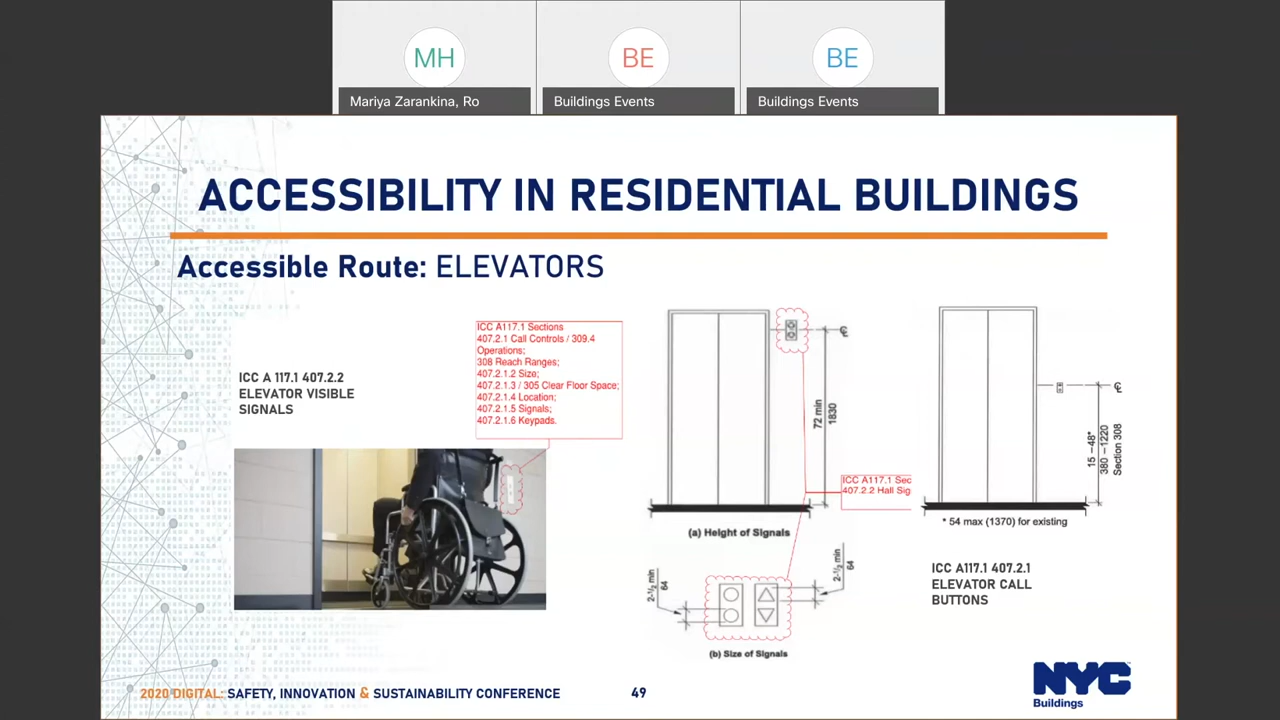 MH
BE
BE
Mariya Zarankina, Ro
Buildings Events
Buildings Events
ACCESSIBILITY IN RESIDENTIAL BUILDINGS
Accessible Route: ELEVATORS
ICC A 117.1 407.2.2
ELEVATOR VISIBLE
SIGNALS
ICC A117.1 Sections
407.2.1 Call Controls / 309.4
Operations;
308 Reach Ranges;
407.2.1.2 Size;
407.2.1.3 / 305 Clear Floor Space;
407.2.1.4 Location;
407.2.1.5 Signals;
407.2.1.6 Keypads.
72 min
1830
ICC A117.1 Sec
407.2.2 Hall Sig
(a) Height of Signals
2-1/2 min
64
2-1/2 min
64
(b) Size of Signals
15 –48*
380 –1220
Section 308
* 54 max (1370) for existing
ICC A117.1 407.2.1
ELEVATOR CALL
BUTTONS
2020 DIGITAL: SAFETY, INNOVATION & SUSTAINABILITY CONFERENCE
49
NYC
Buildings